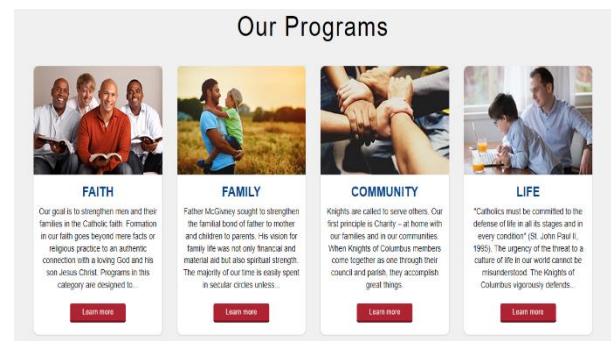 Our Programs
FAITH
Our goal is to strengthen men and their
families in the Catholic faith. Formation
in our faith goes beyond mere facts or
religious practice to an authentic
connection with a loving God and his
son Jesus Christ. Programs in this
category are designed to...
Learn more
FAMILY
Father McGivney sought to strengthen
the familial bond of father to mother
and children to parents. His vision for
family life was not only financial and
material aid but also spiritual strength.
The majority of our time is easily spent
in secular circles unless...
Learn more
COMMUNITY
Knights are called to serve others. Our
first principle is Charity – at home with
our families and in our communities.
When Knights of Columbus members
come together as one through their
council and parish, they accomplish
great things.
Learn more
LIFE
"Catholics must be committed to the
defense of life in all its stages and in
every condition" (St. John Paul II,
1995). The urgency of the threat to a
culture of life in our world cannot be
misunderstood. The Knights of
Columbus vigorously defends...
Learn more